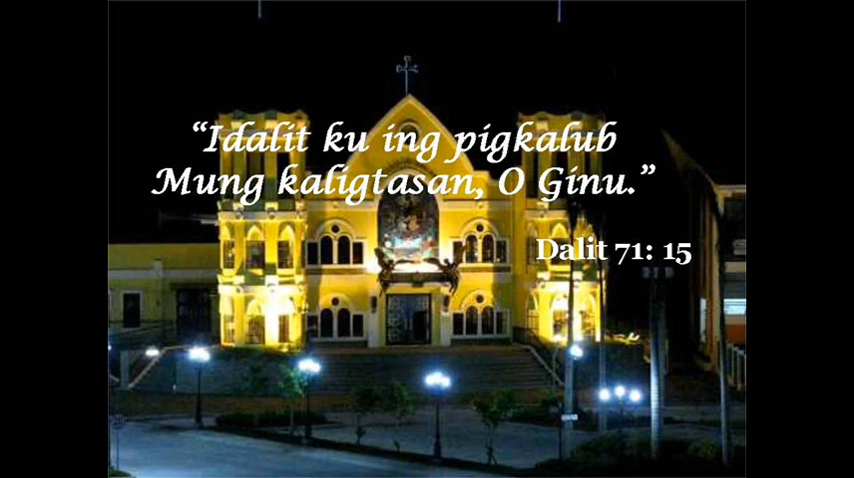 “Idalit ku ing pigkalub
Mung kaligtasan, O Ginu.”
Dalit 71: 15